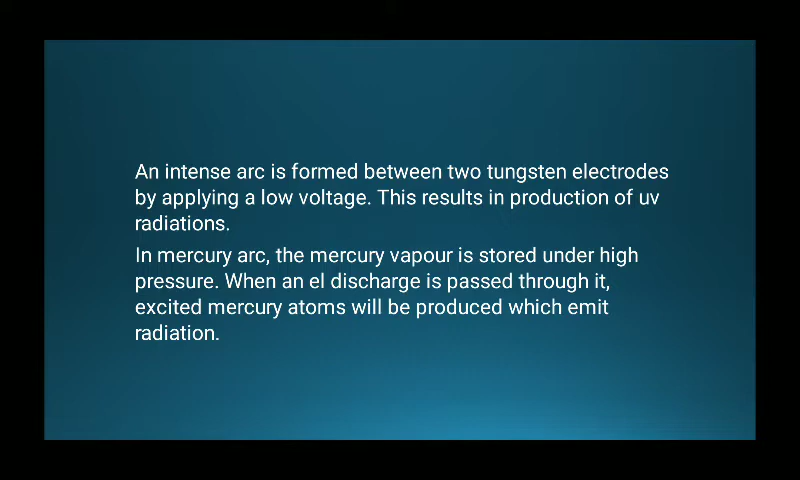 An intense arc is formed between two tungsten electrodes
by applying a low voltage. This results in production of uv
radiations.
In mercury arc, the mercury vapour is stored under high
pressure. When an el discharge is passed through it,
excited mercury atoms will be produced which emit
radiation.